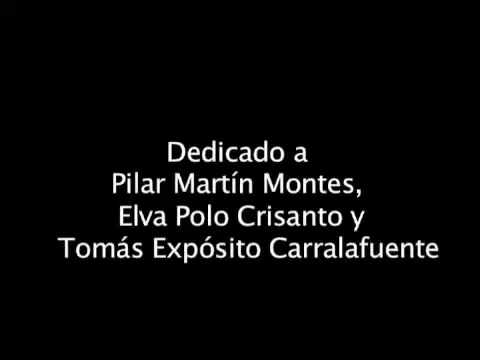 Dedicado a
Pilar Martín Montes,
Elva Polo Crisanto y
Tomás Expósito Carralafuente